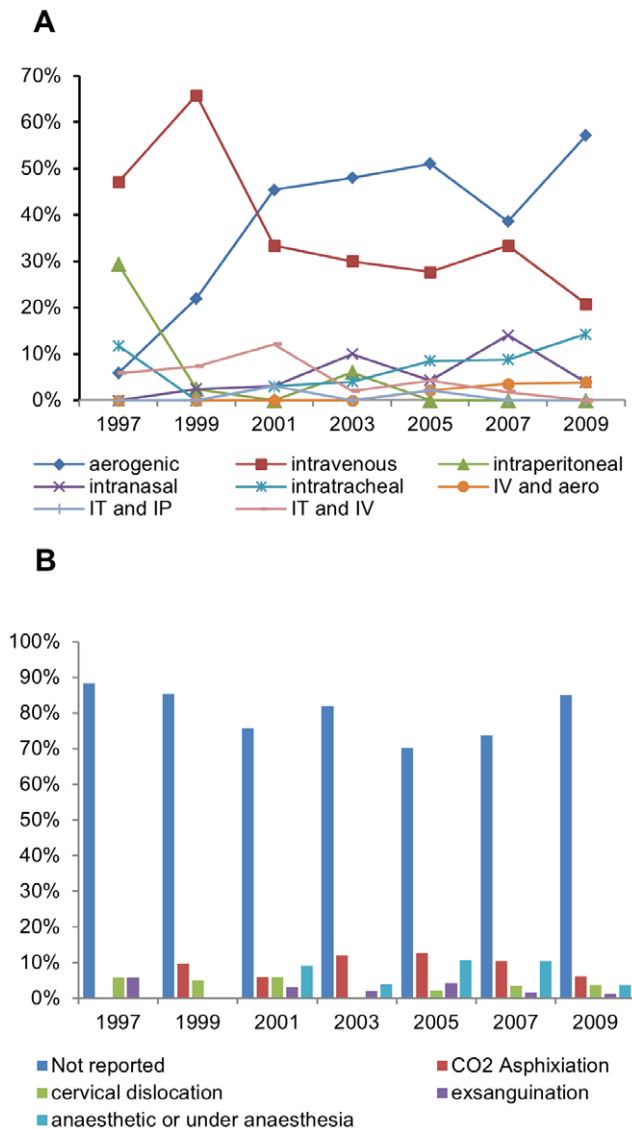 A
70%
60%
50%
40%
30%
20%
10%
0%
1997 1999 2001 2003 2005 2007 2009
aerogenic intravenous intraperitoneal
intranasal intratracheal IV and aero
IT and IP IT and IV
B
100%
90%
80%
70%
60%
50%
40%
30%
20%
10%
0%
1997 1999 2001 2003 2005 2007 2009
Not reported CO2 Asphixiation
cervical dislocation exsanguination
anaesthetic or under anaesthesia